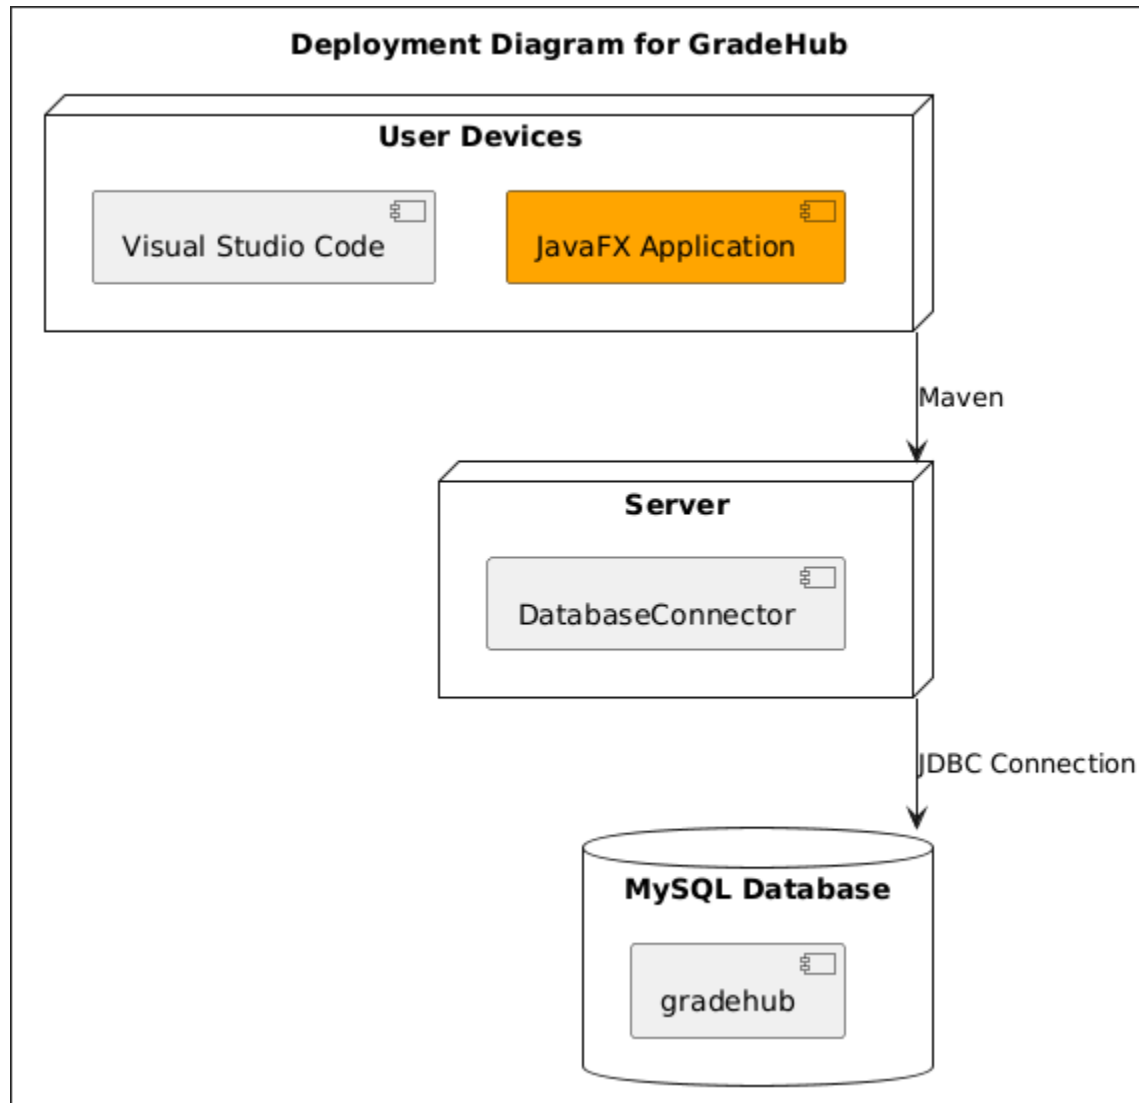 Deployment Diagram for GradeHub
User Devices
Visual Studio Code
JavaFX Application
Maven
Server
DatabaseConnector
JDBC Connection
MySQL Database
gradehub